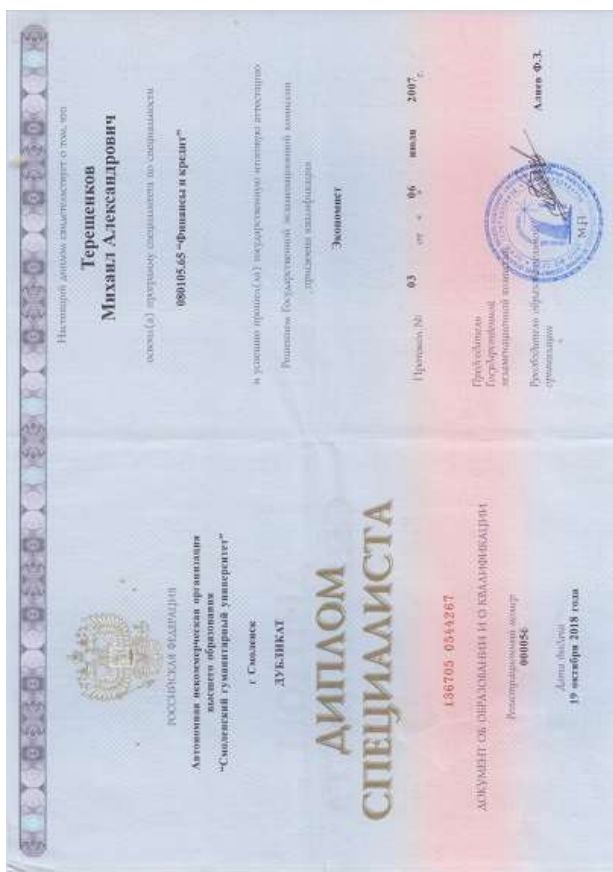 РОССИЙСКАЯ ФЕДЕРАЦИЯ
Автономная некоммерческая организация
высшего образования
"Смоленский гуманитарный университет"
г Смоленск
ДУБЛИКАТ
ДИПЛОМ
СПЕЦИАЛИСТА
136705 0544267
ДОКУМЕНТ ОБ ОБРАЗОВАНИИ И О КВАЛИФИКАЦИИ
Регистрационный номер
000056
Дата выдачи
19 октября 2018 года
Настоящий диплом свидетельствует о том, что
Терещенков
Михаил Александрович
освоил(а) программу специалитета по специальности
080105.65 "Финансы и кредит"
и успешно прошел(ла) государственную итоговую аттестацию
Решением Государственной экзаменационной комиссии
присвоена квалификация
Экономист
Протокол № 03 от « 06 » июля 2007 г.
Председатель
Государственной
экзаменационной комиссии
Руководитель образовательной
организации
Алиев Ф.З.
М.П.